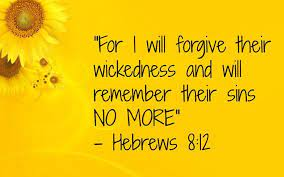 "For I will forgive their
wickedness and will
remember their sins
NO MORE"
- Hebrews 8:12